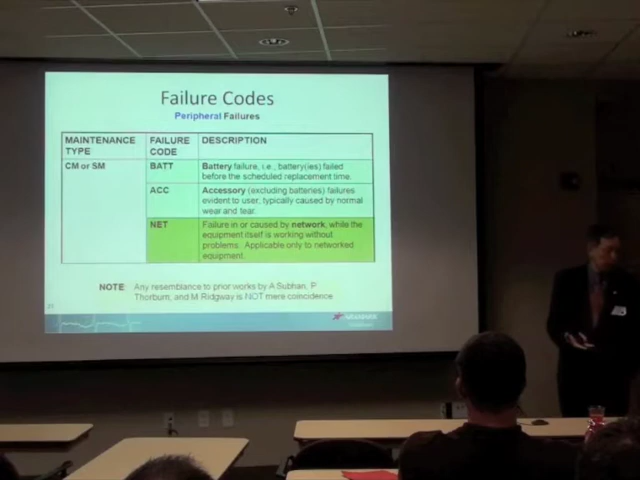 Failure Codes
Peripheral Failures
MAINTENANCE TYPE
FAILURE CODE
DESCRIPTION
CM or SM
BATT
Battery failure, i.e., battery(ies) failed
before the scheduled replacement time.
ACC
Accessory (excluding batteries) failures
evident to user, typically caused by normal
wear and tear.
NET
Failure in or caused by network, while the
equipment itself is working without
problems. Applicable only to networked
equipment.
NOTE: Any resemblance to prior works by A Subhan, P
Thorburn, and M Ridgway is NOT mere coincidence
ARAMARK